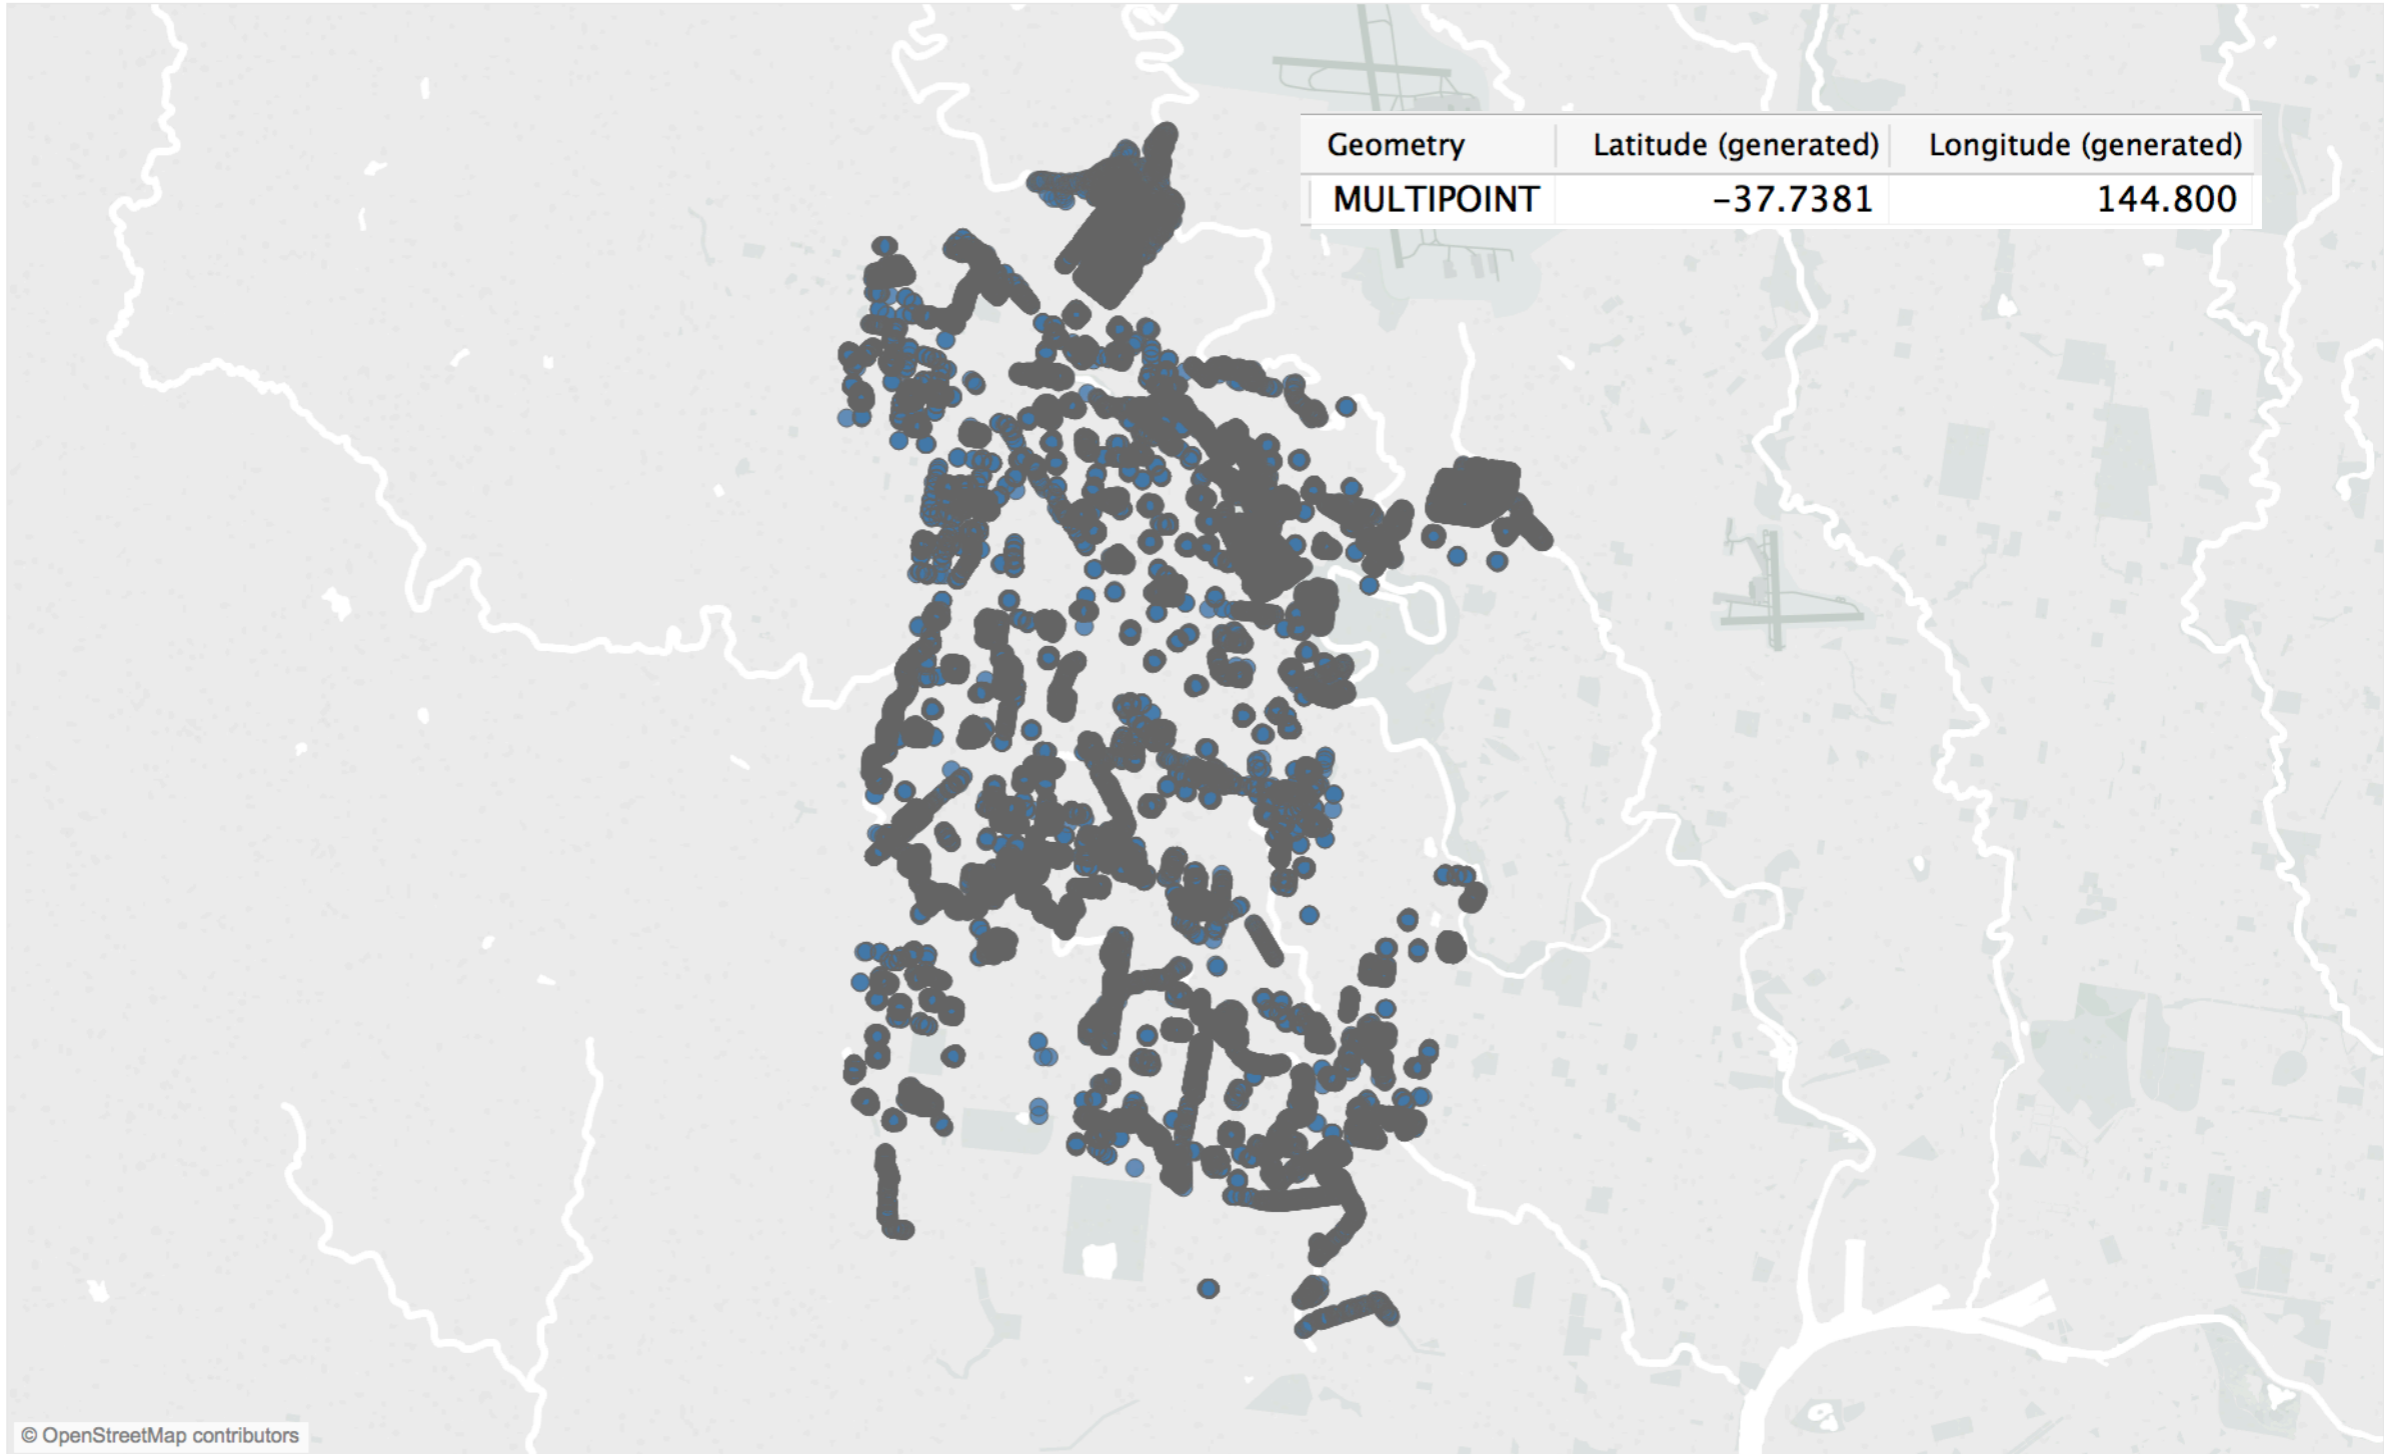 Geometry Latitude (generated) Longitude (generated)
MULTIPOINT -37.7381 144.800
© OpenStreetMap contributors